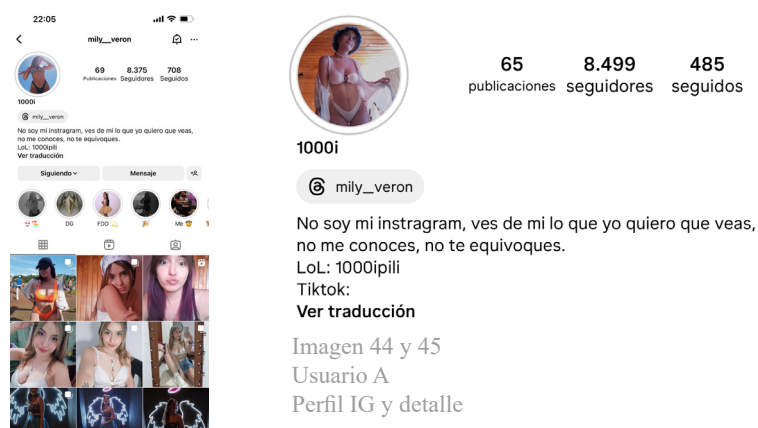 22:05
mily__veron
69 8.375 708
Publicaciones Seguidores Seguidos
1000i
mily__veron
No soy mi instragram, ves de mi lo que yo quiero que veas,
no me conoces, no te equivoques.
LoL: 1000ipili
Ver traducción
Siguiendo Mensaje
DG FDO Me
65 8.499 485
publicaciones seguidores seguidos
1000i
mily__veron
No soy mi instragram, ves de mi lo que yo quiero que veas,
no me conoces, no te equivoques.
LoL: 1000ipili
Tiktok:
Ver traducción
Imagen 44 y 45
Usuario A
Perfil IG y detalle